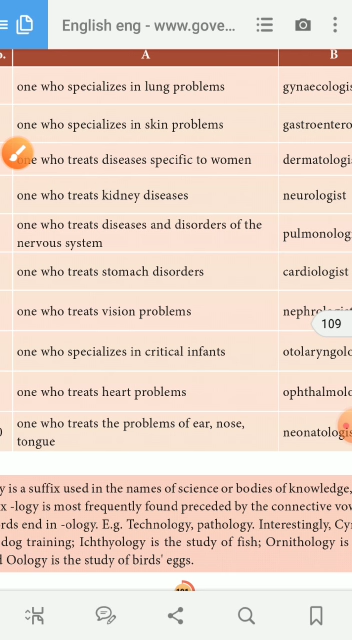 English eng - www.gove...
A B
one who specializes in lung problems gynaecologis
one who specializes in skin problems gastroentero
one who treats diseases specific to women dermatologis
one who treats kidney diseases neurologist
one who treats diseases and disorders of the
nervous system pulmonolog
one who treats stomach disorders cardiologist
one who treats vision problems nephrologist
109
one who specializes in critical infants otolaryngolo
one who treats heart problems ophthalmolo
0 one who treats the problems of ear, nose,
tongue neonatologis
y is a suffix used in the names of science or bodies of knowledge,
x -logy is most frequently found preceded by the connective vow
rds end in -ology. E.g. Technology, pathology. Interestingly, Cyn
dog training; Ichthyology is the study of fish; Ornithology is
d Oology is the study of birds' eggs.